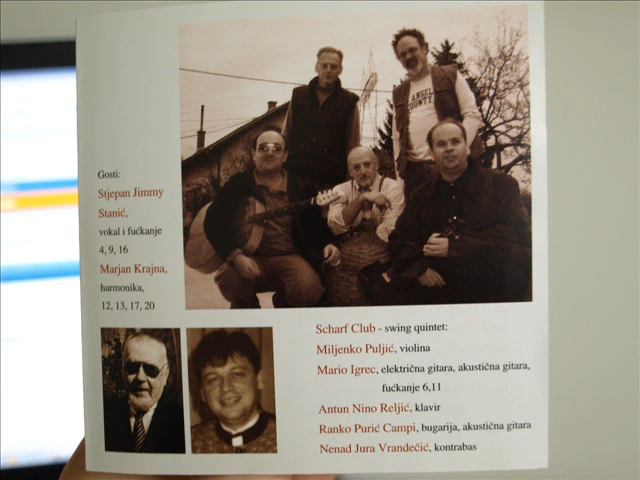 ANGEL
COUNTY
Gosti:
Stjepan Jimmy
Stanić,
vokal i fućkanje
4, 9, 16
Marjan Krajna,
harmonika,
12, 13, 17, 20
Scharf Club - swing quintet:
Miljenko Puljić, violina
Mario Igrec, električna gitara, akustična gitara,
fućkanje 6,11
Antun Nino Reljić, klavir
Ranko Purić Campi, bugarija, akustična gitara
Nenad Jura Vrandečić, kontrabas